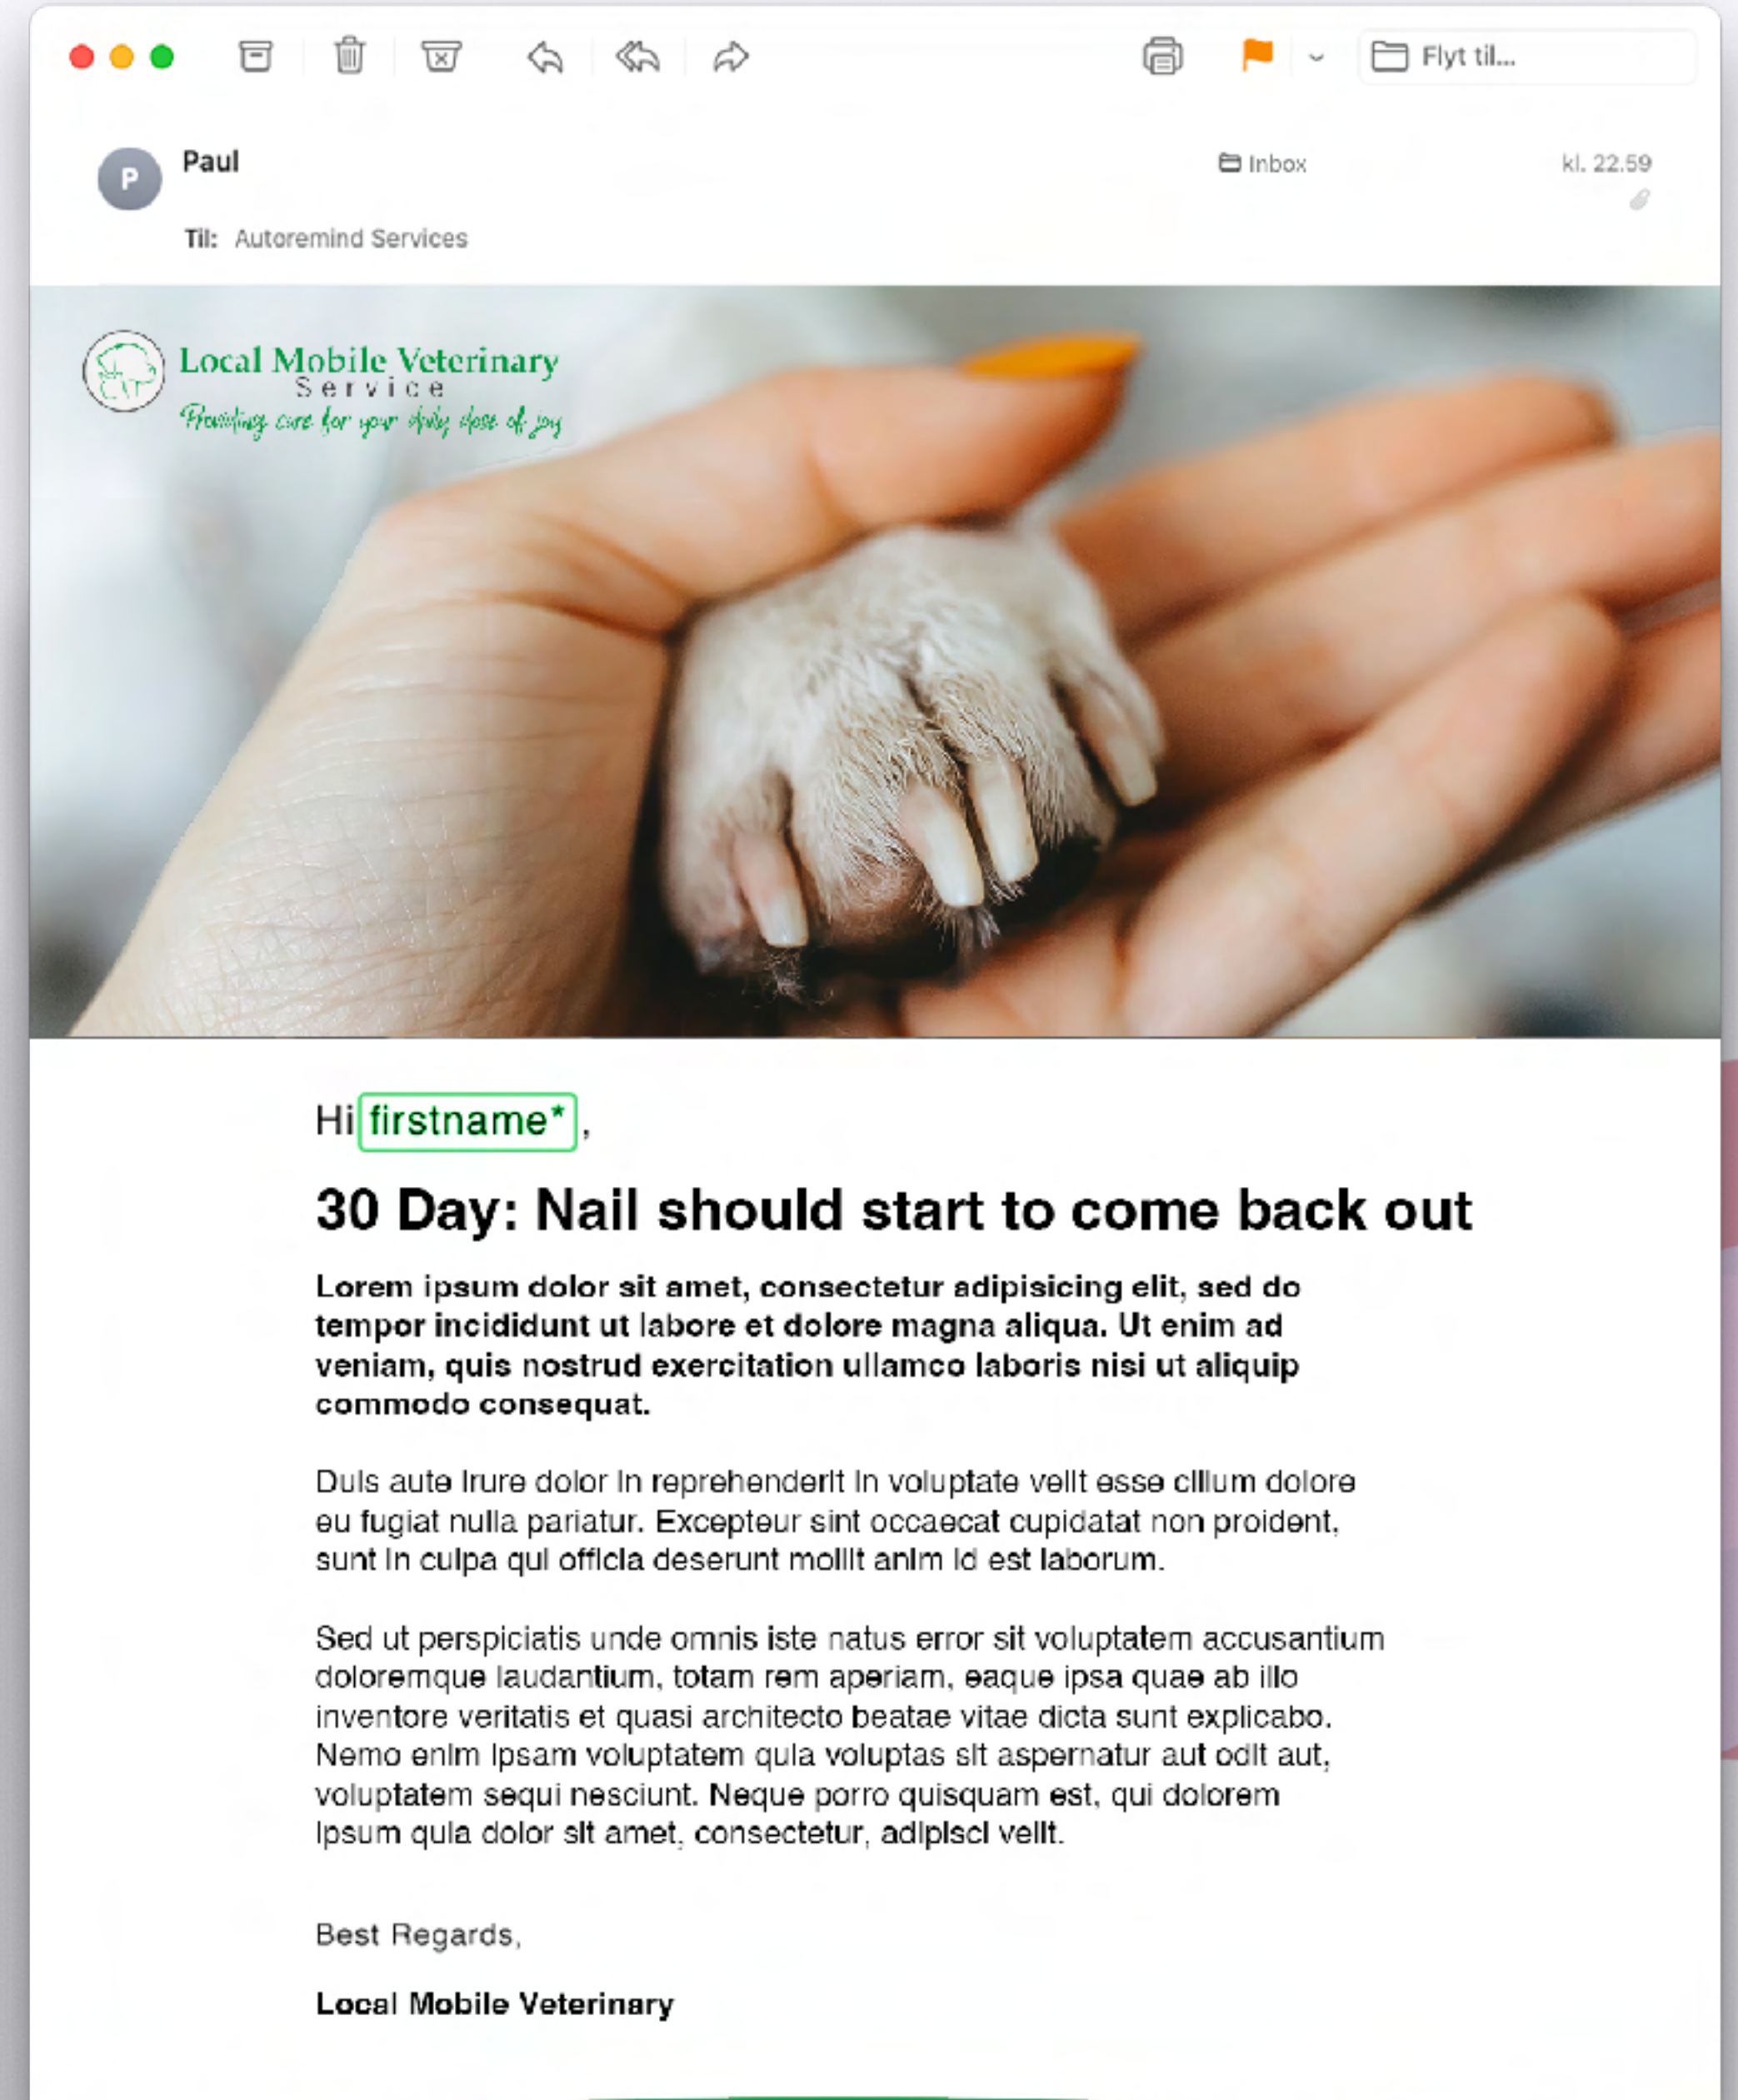 Flyt til...
Paul
Inbox
kl. 22.59
P
Til: Autoremind Services
Local Mobile Veterinary
Service
Providing care for your daily dose of joy
Hi firstname* ,
30 Day: Nail should start to come back out
Lorem ipsum dolor sit amet, consectetur adipisicing elit, sed do
tempor incididunt ut labore et dolore magna aliqua. Ut enim ad
veniam, quis nostrud exercitation ullamco laboris nisi ut aliquip
commodo consequat.
Duis aute irure dolor in reprehenderit in voluptate velit esse cillum dolore
eu fugiat nulla pariatur. Excepteur sint occaecat cupidatat non proident,
sunt in culpa qui officia deserunt mollit anim id est laborum.
Sed ut perspiciatis unde omnis iste natus error sit voluptatem accusantium
doloremque laudantium, totam rem aperiam, eaque ipsa quae ab illo
inventore veritatis et quasi architecto beatae vitae dicta sunt explicabo.
Nemo enim ipsam voluptatem quia voluptas sit aspernatur aut odit aut,
voluptatem sequi nesciunt. Neque porro quisquam est, qui dolorem
ipsum quia dolor sit amet, consectetur, adipisci velit.
Best Regards,
Local Mobile Veterinary